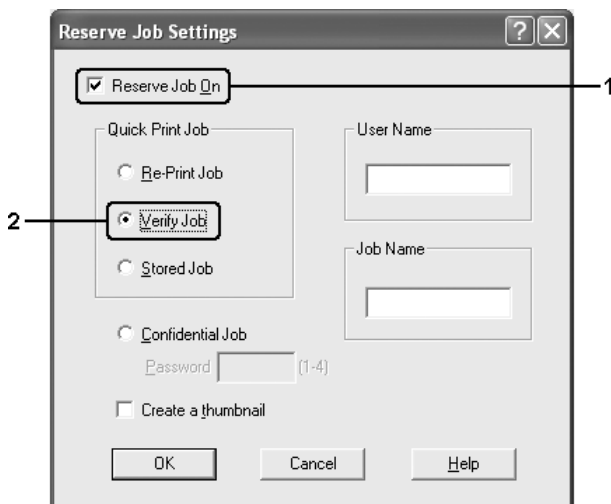 Reserve Job Settings
Reserve Job On
1
Quick Print Job
Re-Print Job
2
Verify Job
Stored Job
User Name
Job Name
Confidential Job
Password
(1-4)
Create a thumbnail
OK
Cancel
Help